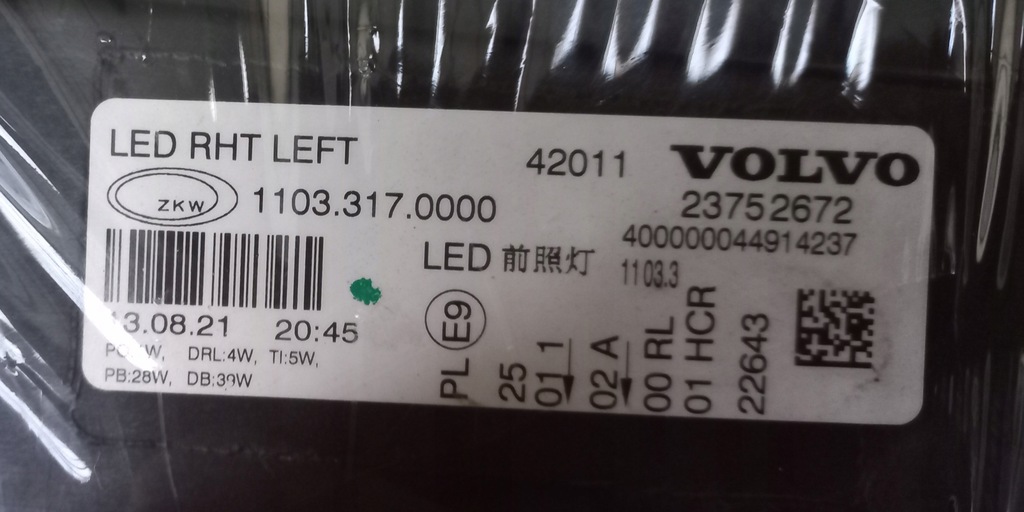 LED RHT LEFT
42011
VOLVO
ZKW
1103.317.0000
23752672
400000044914237
LED 前照灯
1103.3
3.08.21 20:45
DRL:4W, TI:5W,
PB:28W, DB:39W
E9
PL
25
01 1
02 A
00 RL
01 HCR
22643